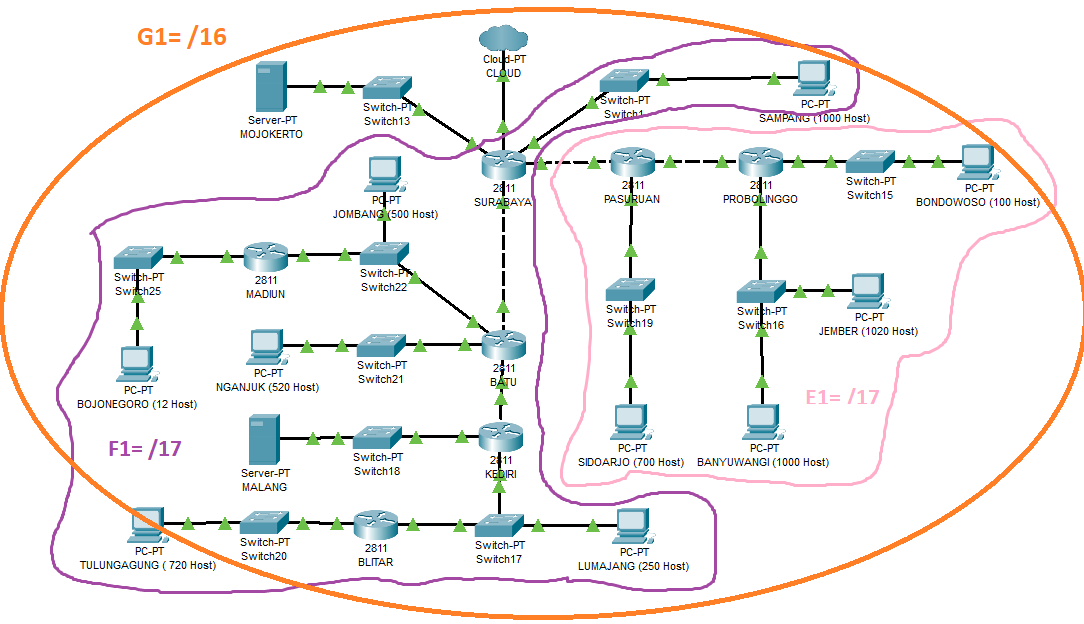 G1= /16
Cloud-PT
CLOUD
Server-PT
MOJOKERTO
Switch-PT
Switch13
Switch-PT
Switch1
PC-PT
SAMPANG (1000 Host)
PC-PT
JOMBANG (500 Host)
2811
SURABAYA
2811
PASURUAN
2811
PROBOLINGGO
Switch-PT
Switch15
PC-PT
BONDOWOSO (100 Host)
Switch-PT
Switch25
2811
MADIUN
Switch-PT
Switch22
Switch-PT
Switch19
Switch-PT
Switch16
PC-PT
JEMBER (1020 Host)
PC-PT
BOJONEGORO (12 Host)
PC-PT
NGANJUK (520 Host)
Switch-PT
Switch21
2811
BATU
E1= /17
F1= /17
Server-PT
MALANG
Switch-PT
Switch18
2811
KEDIRI
PC-PT
SIDOARJO (700 Host)
PC-PT
BANYUWANGI (1000 Host)
PC-PT
TULUNGAGUNG ( 720 Host)
Switch-PT
Switch20
2811
BLITAR
Switch-PT
Switch17
PC-PT
LUMAJANG (250 Host)